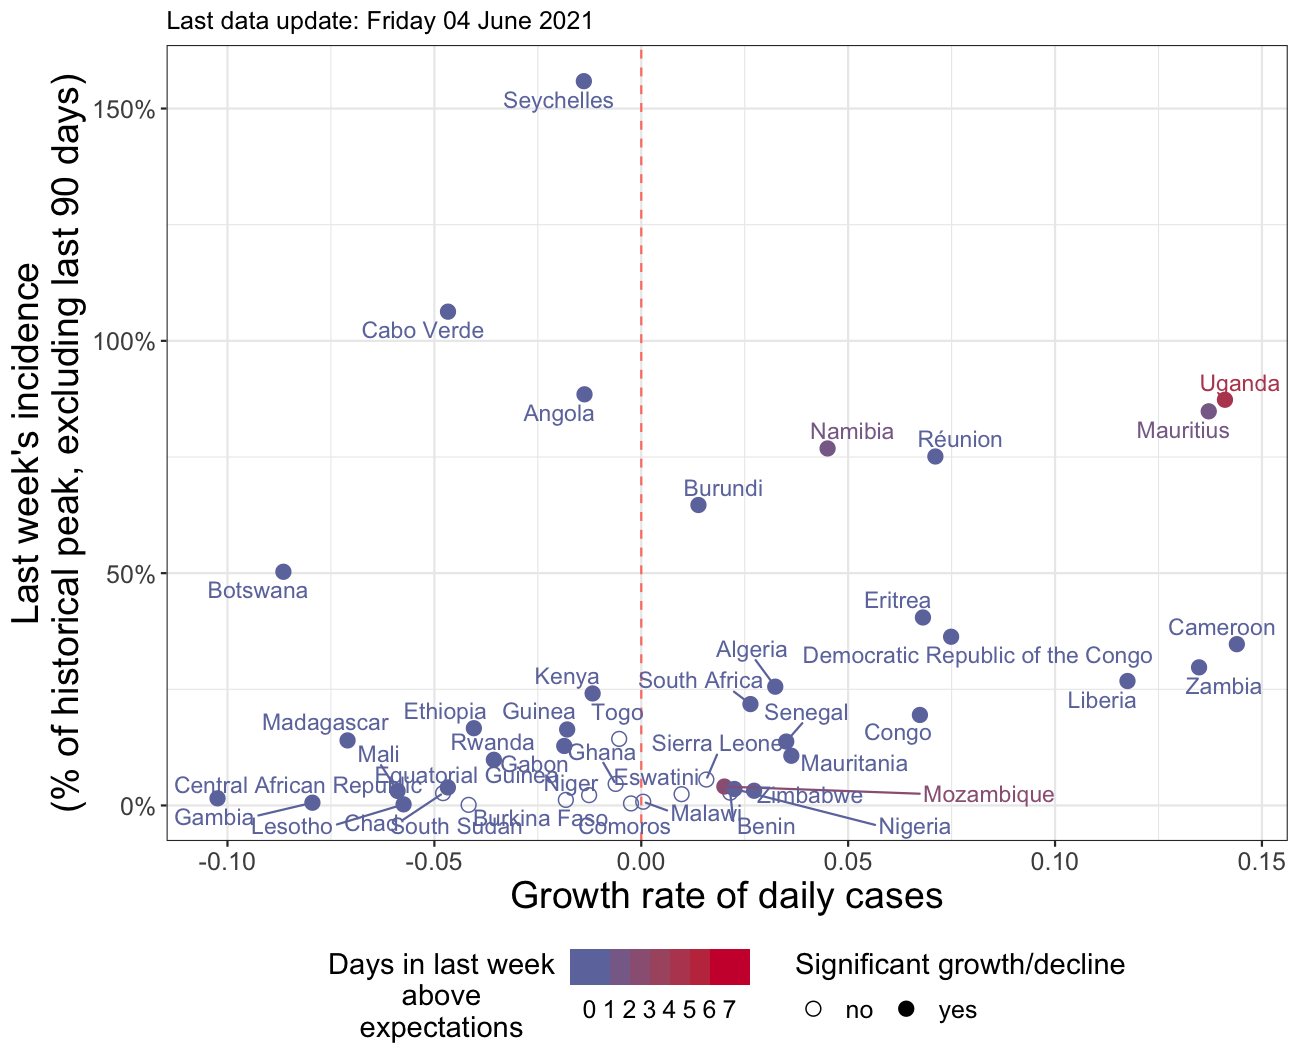 Last data update: Friday 04 June 2021
Last week's incidence
(% of historical peak, excluding last 90 days)
150%
100%
50%
0%
Seychelles
Cabo Verde
Angola
Uganda
Mauritius
Namibia
Réunion
Burundi
Botswana
Eritrea
Cameroon
Democratic Republic of the Congo
Algeria
South Africa
Zambia
Liberia
Kenya
Togo
Senegal
Madagascar
Ethiopia
Guinea
Congo
Mali
Rwanda
Ghana
Sierra Leone
Mauritania
Gabon
Equatorial Guinea
Central African Republic
Niger
Eswatini
Zimbabwe
Mozambique
Gambia
Lesotho
Chad
South Sudan
Burkina Faso
Comoros
Malawi
Benin
Nigeria
-0.10
-0.05
0.00
0.05
0.10
0.15
Growth rate of daily cases
Days in last week
above
expectations
0 1 2 3 4 5 6 7
Significant growth/decline
no
yes